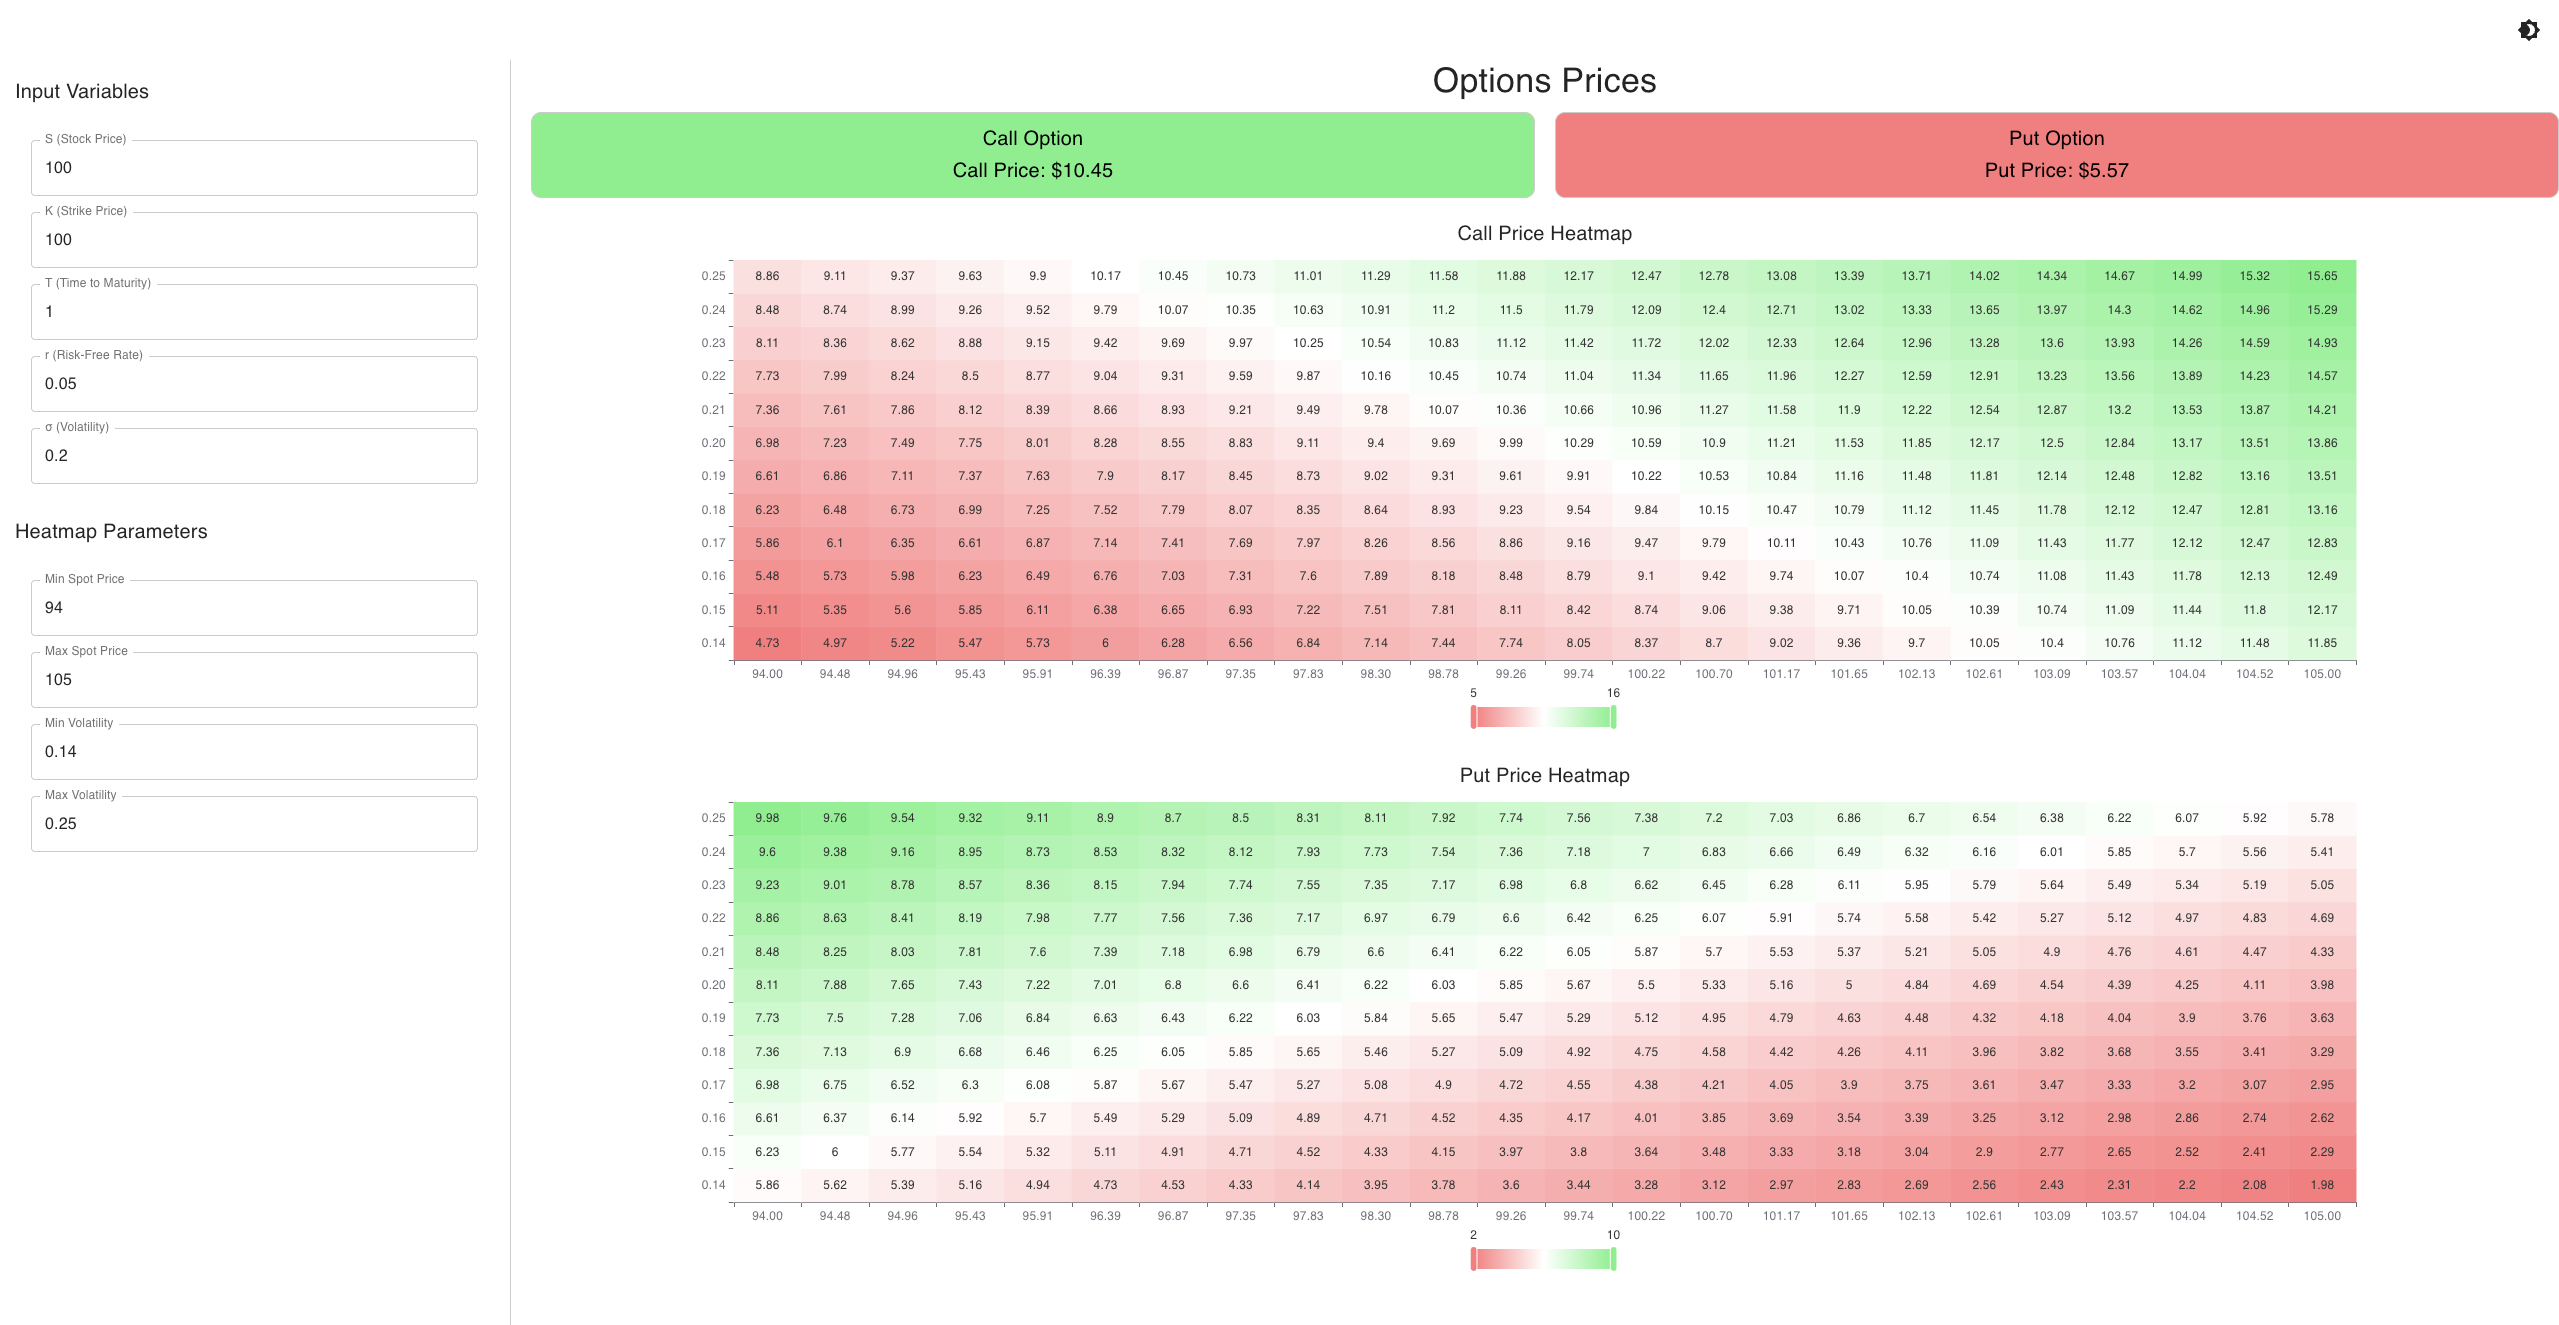 Options Prices
Input Variables
S (Stock Price)
100
K (Strike Price)
100
T (Time to Maturity)
1
r (Risk-Free Rate)
0.05
σ (Volatility)
0.2
Heatmap Parameters
Min Spot Price
94
Max Spot Price
105
Min Volatility
0.14
Max Volatility
0.25
Call Option
Call Price: $10.45
Put Option
Put Price: $5.57
Call Price Heatmap
0.25 8.86 9.11 9.37 9.63 9.9 10.17 10.45 10.73 11.01 11.29 11.58 11.88 12.17 12.47 12.78 13.08 13.39 13.71 14.02 14.34 14.67 14.99 15.32 15.65
0.24 8.48 8.74 8.99 9.26 9.52 9.79 10.07 10.35 10.63 10.91 11.2 11.5 11.79 12.09 12.4 12.71 13.02 13.33 13.65 13.97 14.3 14.62 14.96 15.29
0.23 8.11 8.36 8.62 8.88 9.15 9.42 9.69 9.97 10.25 10.54 10.83 11.12 11.42 11.72 12.02 12.33 12.64 12.96 13.28 13.6 13.93 14.26 14.59 14.93
0.22 7.73 7.99 8.24 8.5 8.77 9.04 9.31 9.59 9.87 10.16 10.45 10.74 11.04 11.34 11.65 11.96 12.27 12.59 12.91 13.23 13.56 13.89 14.23 14.57
0.21 7.36 7.61 7.86 8.12 8.39 8.66 8.93 9.21 9.49 9.78 10.07 10.36 10.66 10.96 11.27 11.58 11.9 12.22 12.54 12.87 13.2 13.53 13.87 14.21
0.20 6.98 7.23 7.49 7.75 8.01 8.28 8.55 8.83 9.11 9.4 9.69 9.99 10.29 10.59 10.9 11.21 11.53 11.85 12.17 12.5 12.84 13.17 13.51 13.86
0.19 6.61 6.86 7.11 7.37 7.63 7.9 8.17 8.45 8.73 9.02 9.31 9.61 9.91 10.22 10.53 10.84 11.16 11.48 11.81 12.14 12.48 12.82 13.16 13.51
0.18 6.23 6.48 6.73 6.99 7.25 7.52 7.79 8.07 8.35 8.64 8.93 9.23 9.54 9.84 10.15 10.47 10.79 11.12 11.45 11.78 12.12 12.47 12.81 13.16
0.17 5.86 6.1 6.35 6.61 6.87 7.14 7.41 7.69 7.97 8.26 8.56 8.86 9.16 9.47 9.79 10.11 10.43 10.76 11.09 11.43 11.77 12.12 12.47 12.83
0.16 5.48 5.73 5.98 6.23 6.49 6.76 7.03 7.31 7.6 7.89 8.18 8.48 8.79 9.1 9.42 9.74 10.07 10.4 10.74 11.08 11.43 11.78 12.13 12.49
0.15 5.11 5.35 5.6 5.85 6.11 6.38 6.65 6.93 7.22 7.51 7.81 8.11 8.42 8.74 9.06 9.38 9.71 10.05 10.39 10.74 11.09 11.44 11.8 12.17
0.14 4.73 4.97 5.22 5.47 5.73 6 6.28 6.56 6.84 7.14 7.44 7.74 8.05 8.37 8.7 9.02 9.36 9.7 10.05 10.4 10.76 11.12 11.48 11.85
94.00 94.48 94.96 95.43 95.91 96.39 96.87 97.35 97.83 98.30 98.78 99.26 99.74 100.22 100.70 101.17 101.65 102.13 102.61 103.09 103.57 104.04 104.52 105.00
5 16
Put Price Heatmap
0.25 9.98 9.76 9.54 9.32 9.11 8.9 8.7 8.5 8.31 8.11 7.92 7.74 7.56 7.38 7.2 7.03 6.86 6.7 6.54 6.38 6.22 6.07 5.92 5.78
0.24 9.6 9.38 9.16 8.95 8.73 8.53 8.32 8.12 7.93 7.73 7.54 7.36 7.18 7 6.83 6.66 6.49 6.32 6.16 6.01 5.85 5.7 5.56 5.41
0.23 9.23 9.01 8.78 8.57 8.36 8.15 7.94 7.74 7.55 7.35 7.17 6.98 6.8 6.62 6.45 6.28 6.11 5.95 5.79 5.64 5.49 5.34 5.19 5.05
0.22 8.86 8.63 8.41 8.19 7.98 7.77 7.56 7.36 7.17 6.97 6.79 6.6 6.42 6.25 6.07 5.91 5.74 5.58 5.42 5.27 5.12 4.97 4.83 4.69
0.21 8.48 8.25 8.03 7.81 7.6 7.39 7.18 6.98 6.79 6.6 6.41 6.22 6.05 5.87 5.7 5.53 5.37 5.21 5.05 4.9 4.76 4.61 4.47 4.33
0.20 8.11 7.88 7.65 7.43 7.22 7.01 6.8 6.6 6.41 6.22 6.03 5.85 5.67 5.5 5.33 5.16 5 4.84 4.69 4.54 4.39 4.25 4.11 3.98
0.19 7.73 7.5 7.28 7.06 6.84 6.63 6.43 6.22 6.03 5.84 5.65 5.47 5.29 5.12 4.95 4.79 4.63 4.48 4.32 4.18 4.04 3.9 3.76 3.63
0.18 7.36 7.13 6.9 6.68 6.46 6.25 6.05 5.85 5.65 5.46 5.27 5.09 4.92 4.75 4.58 4.42 4.26 4.11 3.96 3.82 3.68 3.55 3.41 3.29
0.17 6.98 6.75 6.52 6.3 6.08 5.87 5.67 5.47 5.27 5.08 4.9 4.72 4.55 4.38 4.21 4.05 3.9 3.75 3.61 3.47 3.33 3.2 3.07 2.95
0.16 6.61 6.37 6.14 5.92 5.7 5.49 5.29 5.09 4.89 4.71 4.52 4.35 4.17 4.01 3.85 3.69 3.54 3.39 3.25 3.12 2.98 2.86 2.74 2.62
0.15 6.23 6 5.77 5.54 5.32 5.11 4.91 4.71 4.52 4.33 4.15 3.97 3.8 3.64 3.48 3.33 3.18 3.04 2.9 2.77 2.65 2.52 2.41 2.29
0.14 5.86 5.62 5.39 5.16 4.94 4.73 4.53 4.33 4.14 3.95 3.78 3.6 3.44 3.28 3.12 2.97 2.83 2.69 2.56 2.43 2.31 2.2 2.08 1.98
94.00 94.48 94.96 95.43 95.91 96.39 96.87 97.35 97.83 98.30 98.78 99.26 99.74 100.22 100.70 101.17 101.65 102.13 102.61 103.09 103.57 104.04 104.52 105.00
2 10